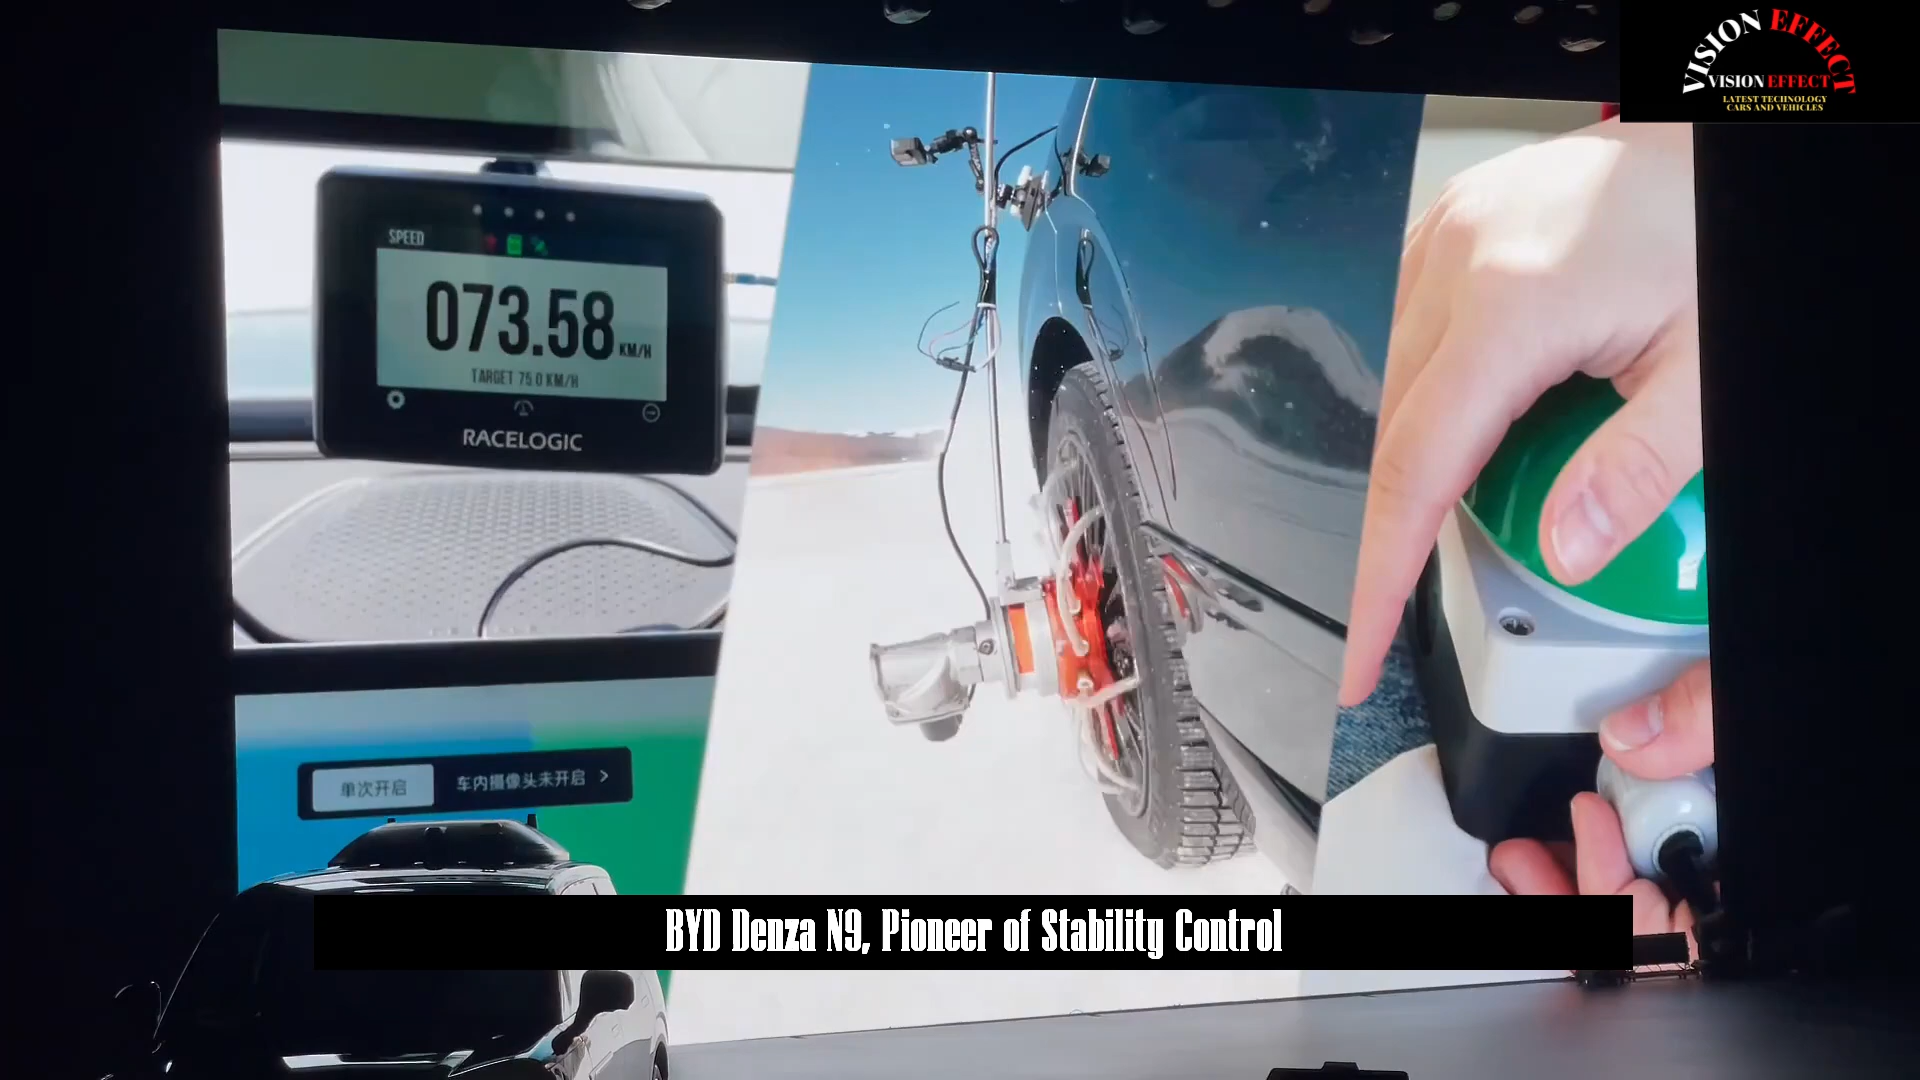 VISION EFFECT
VISION EFFECT
LATEST TECHNOLOGY
CARS AND VEHICLES
SPEED
073.58 KM/H
TARGET 75.0 KM/H
RACELOGIC
单次开启 车内摄像头未开启 >
BYD Denza N9, Pioneer of Stability Control